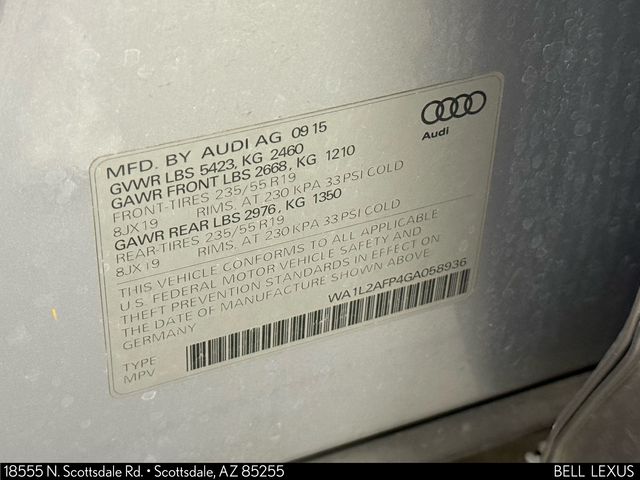 Audi
MFD. BY AUDI AG 09 15
GVWR LBS 5423, KG 2460
GAWR FRONT LBS 2668, KG 1210
FRONT-TIRES 235/55 R19
8JX19 RIMS, AT 230 KPA 33 PSI COLD
GAWR REAR LBS 2976, KG 1350
REAR-TIRES 235/55 R19
8JX19 RIMS, AT 230 KPA 33 PSI COLD
THIS VEHICLE CONFORMS TO ALL APPLICABLE
U.S. FEDERAL MOTOR VEHICLE SAFETY AND
THEFT PREVENTION STANDARDS IN EFFECT ON
THE DATE OF MANUFACTURE SHOWN ABOVE.
GERMANY WA1L2AFP4GA058936
TYPE
MPV
18555 N. Scottsdale Rd. • Scottsdale, AZ 85255 BELL LEXUS